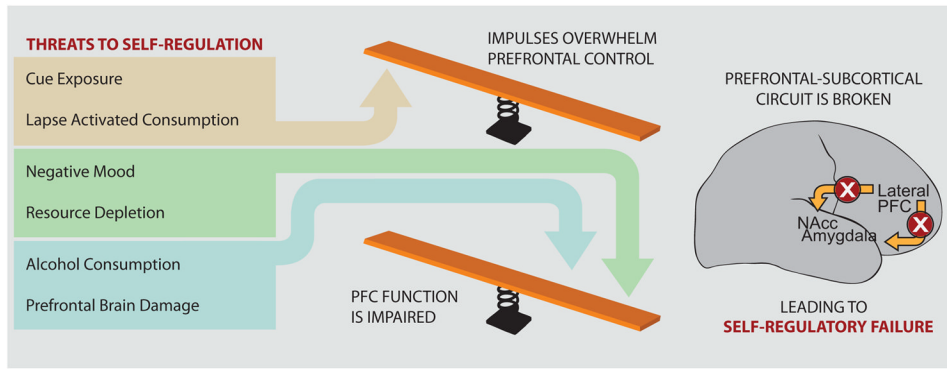 THREATS TO SELF-REGULATION
Cue Exposure
Lapse Activated Consumption
Negative Mood
Resource Depletion
Alcohol Consumption
Prefrontal Brain Damage
IMPULSES OVERWHELM
PREFRONTAL CONTROL
PFC FUNCTION
IS IMPAIRED
PREFRONTAL-SUBCORTICAL
CIRCUIT IS BROKEN
X
Lateral
PFC
X
NAcc
Amygdala
LEADING TO
SELF-REGULATORY FAILURE